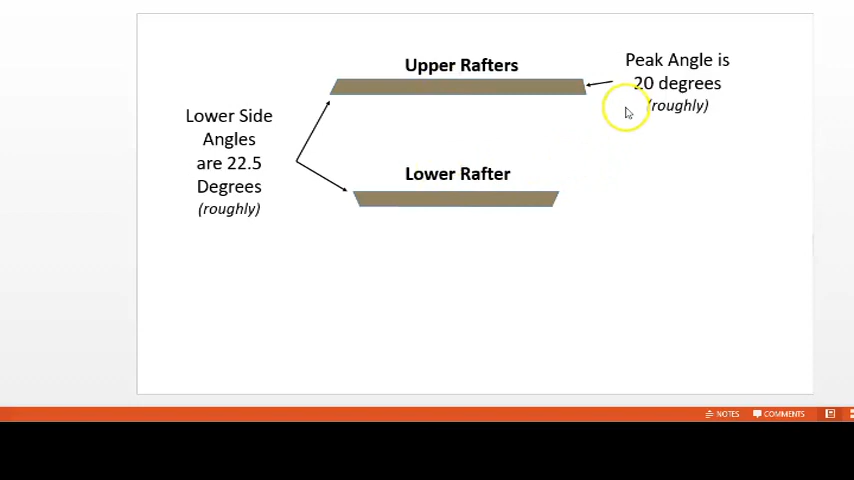 Upper Rafters
Peak Angle is
20 degrees
(roughly)
Lower Side
Angles
are 22.5
Degrees
(roughly)
Lower Rafter
NOTES
COMMENTS